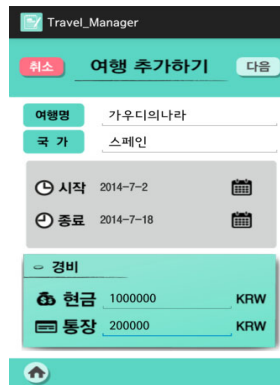 Travel_Manager
취소 여행 추가하기 다음
여행명 가우디의나라
국 가 스페인
시작 2014-7-2
종료 2014-7-18
경비
현금 1000000 KRW
통장 200000 KRW